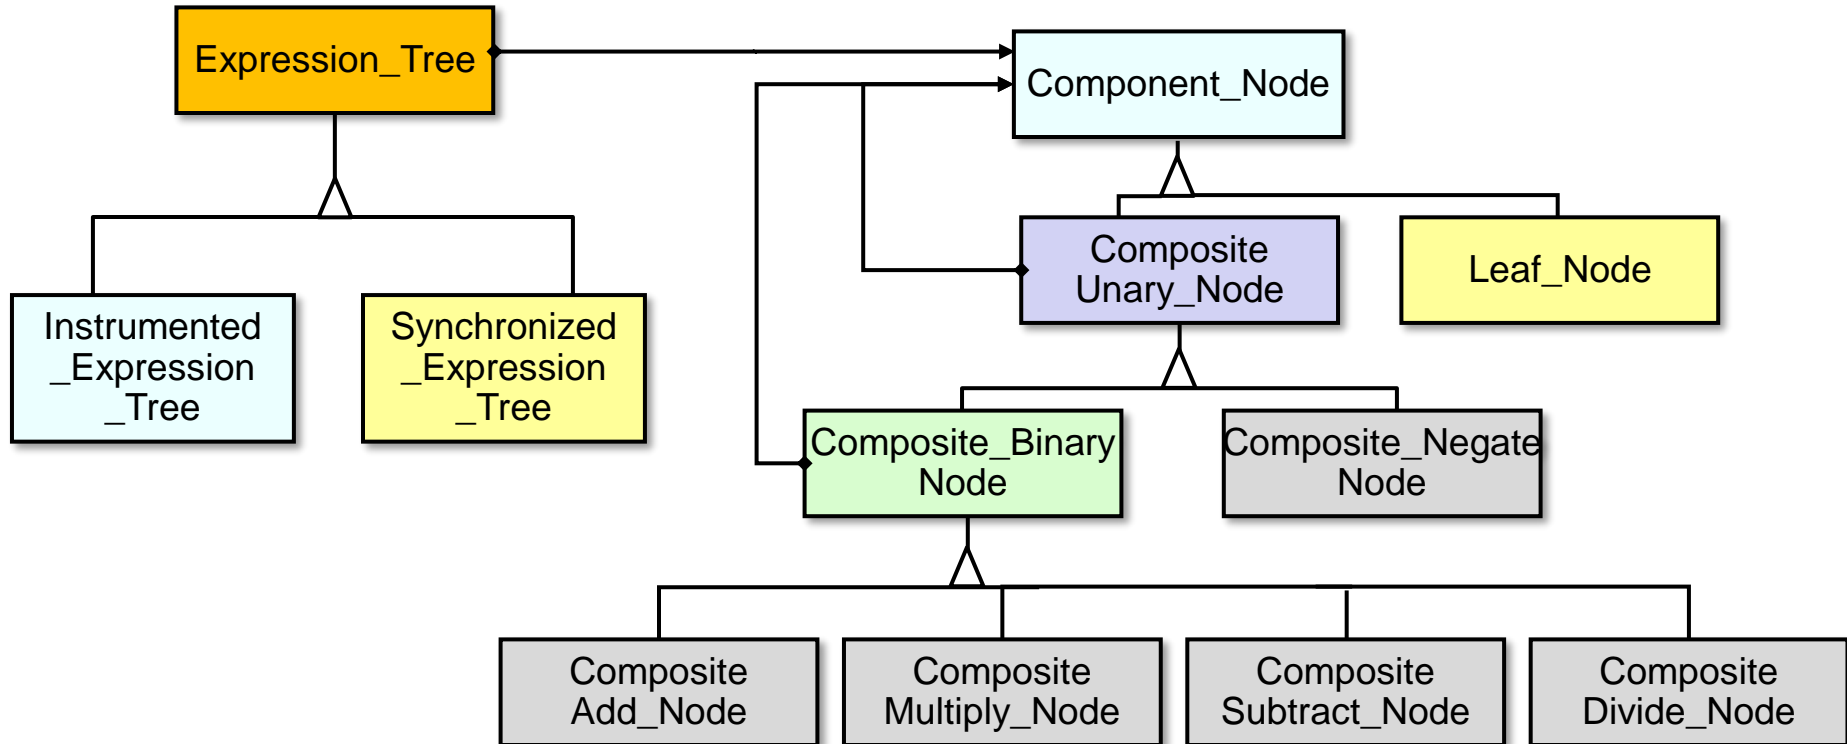 Expression_Tree
Component_Node
Composite
Unary_Node
Leaf_Node
Instrumented
_Expression
_Tree
Synchronized
_Expression
_Tree
Composite_Binary
Node
Composite_Negate
Node
Composite
Add_Node
Composite
Multiply_Node
Composite
Subtract_Node
Composite
Divide_Node